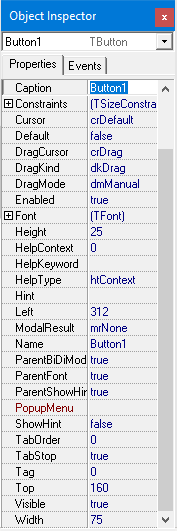 Object Inspector
Button1 TButton
Properties Events
Caption Button1
Constraints (TSizeConstra
Cursor crDefault
Default false
DragCursor crDrag
DragKind dkDrag
DragMode dmManual
Enabled true
Font (TFont)
Height 25
HelpContext 0
HelpKeyword
HelpType htContext
Hint
Left 312
ModalResult mrNone
Name Button1
ParentBiDiMod true
ParentFont true
ParentShowHin true
PopupMenu
ShowHint false
TabOrder 0
TabStop true
Tag 0
Top 160
Visible true
Width 75